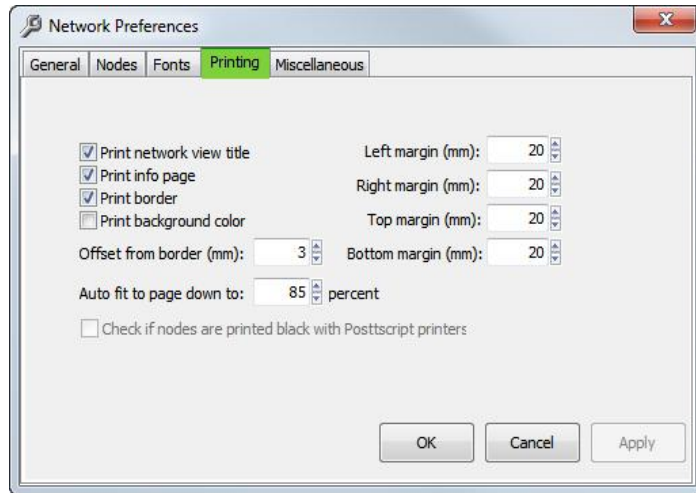 Network Preferences
General Nodes Fonts Printing Miscellaneous
Print network view title
Print info page
Print border
Print background color
Offset from border (mm): 3
Left margin (mm): 20
Right margin (mm): 20
Top margin (mm): 20
Bottom margin (mm): 20
Auto fit to page down to: 85 percent
Check if nodes are printed black with Posttscript printers
OK Cancel Apply